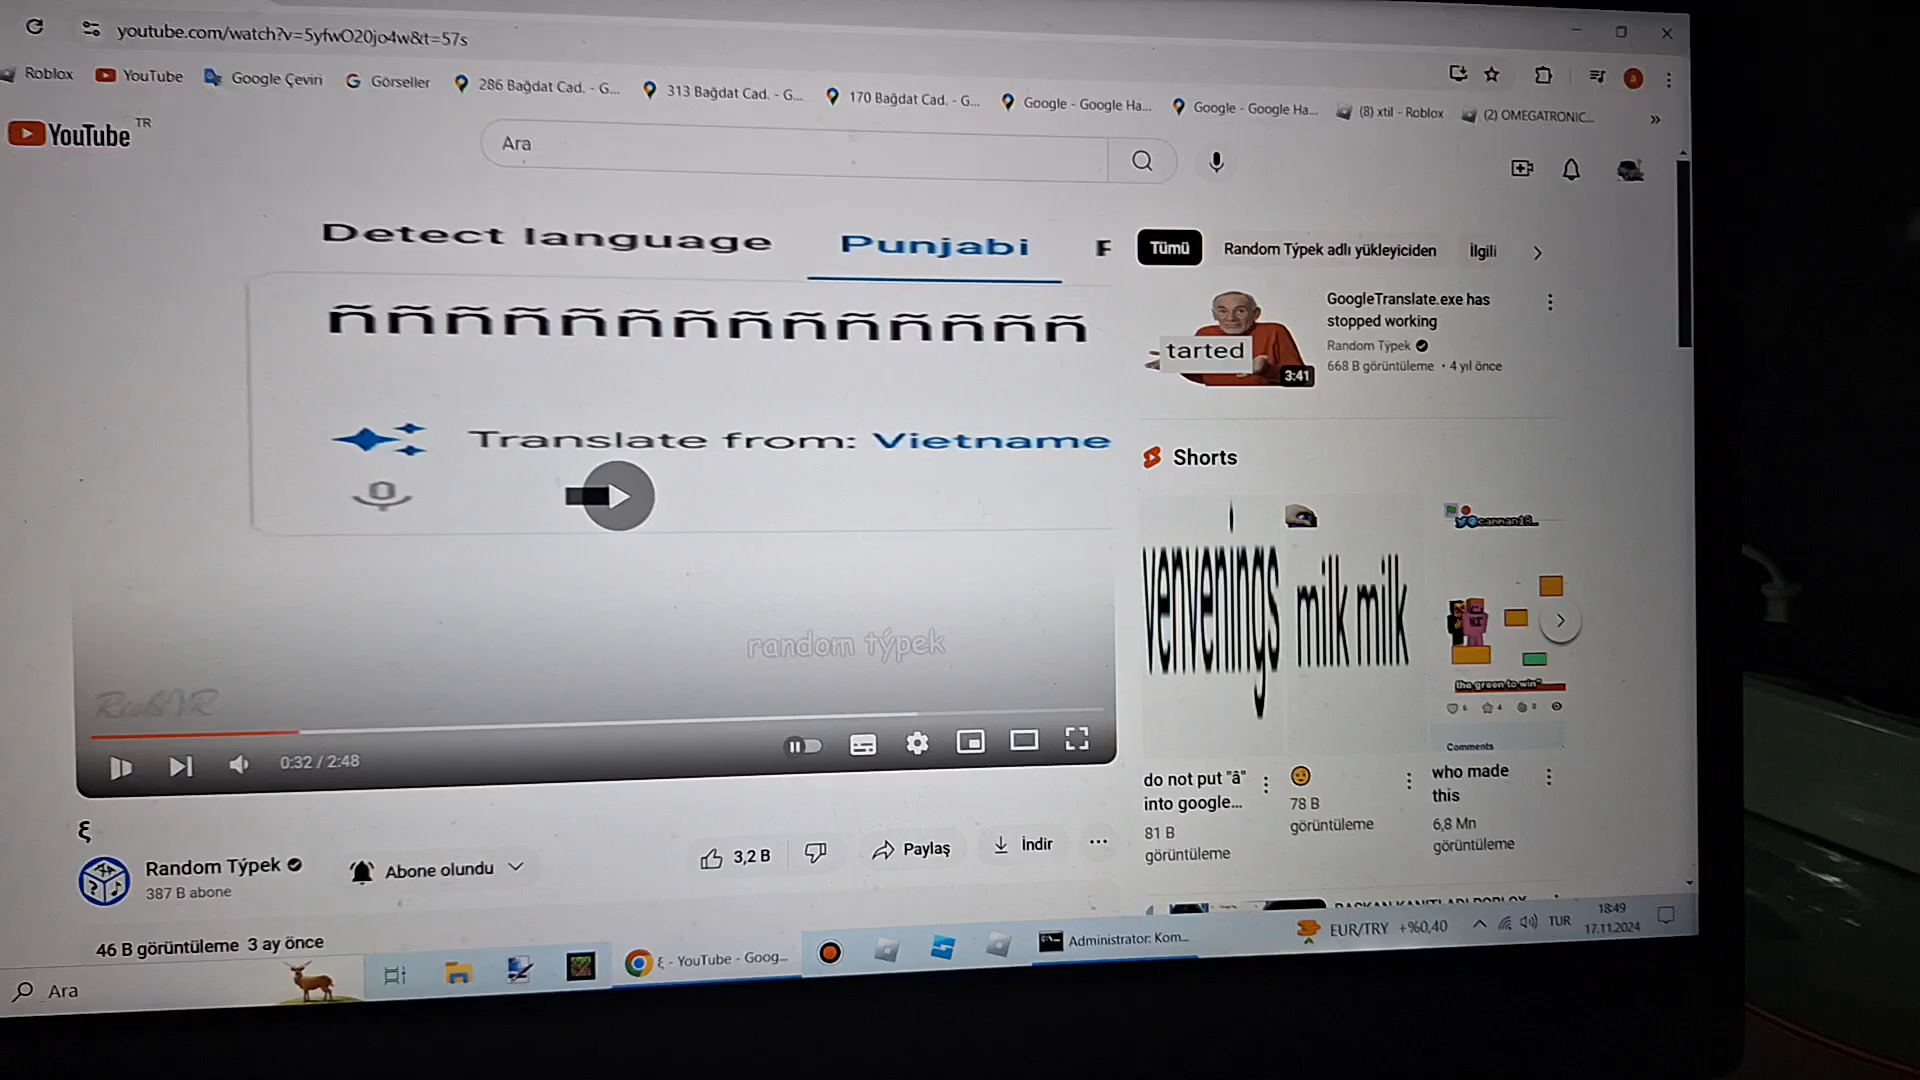 youtube.com/watch?v=5yfwO20jo4w&t=57s
Roblox YouTube Google Çeviri Görseller 286 Bağdat Cad. - G... 313 Bağdat Cad. - G... 170 Bağdat Cad. - G... Google - Google Ha... Google - Google Ha... (8) xtil - Roblox (2) OMEGATRONIC... »
YouTube TR
Ara
Detect language Punjabi
ññññññññññññññ
Translate from: Vietname
random týpek
RickiVR
0:32 / 2:48
ξ
Random Týpek
387 B abone
Abone olundu
3,2 B
Paylaş
İndir
46 B görüntüleme 3 ay önce
Tümü Random Týpek adlı yükleyiciden İlgili
tarted
3:41
GoogleTranslate.exe has
stopped working
Random Týpek
668 B görüntüleme • 4 yıl önce
Shorts
venvenings
milk milk
the green to win"
Comments
do not put "â"
into google...
81 B
görüntüleme
78 B
görüntüleme
who made
this
6,8 Mn
görüntüleme
Ara
ξ - YouTube - Goog...
Administrator: Kom...
EUR/TRY +%0,40
TUR
18:49
17.11.2024